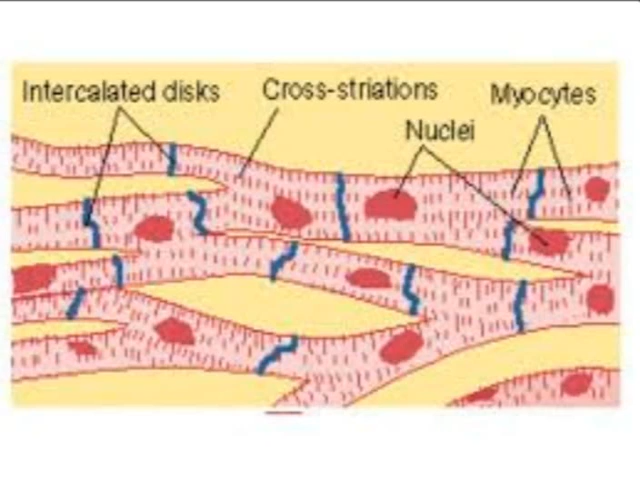 Intercalated disks
Cross-striations
Myocytes
Nuclei